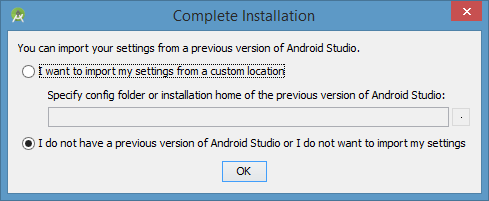 Complete Installation
You can import your settings from a previous version of Android Studio.
I want to import my settings from a custom location
Specify config folder or installation home of the previous version of Android Studio:
.
I do not have a previous version of Android Studio or I do not want to import my settings
OK